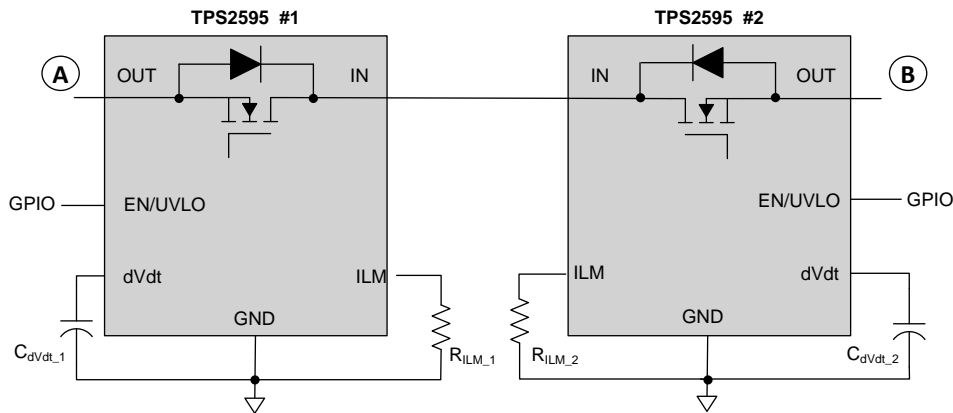 TPS2595 #1
TPS2595 #2
A
OUT
IN
IN
OUT
B
GPIO
EN/UVLO
EN/UVLO
GPIO
dVdt
ILM
ILM
dVdt
GND
GND
CdVdt_1
RILM_1
RILM_2
CdVdt_2